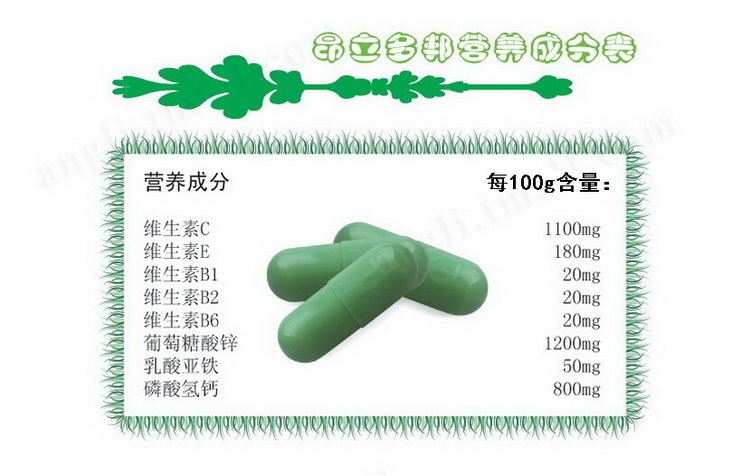 昂立多邦营养成分表
营养成分 每100g含量：
维生素C 1100mg
维生素E 180mg
维生素B1 20mg
维生素B2 20mg
维生素B6 20mg
葡萄糖酸锌 1200mg
乳酸亚铁 50mg
磷酸氢钙 800mg